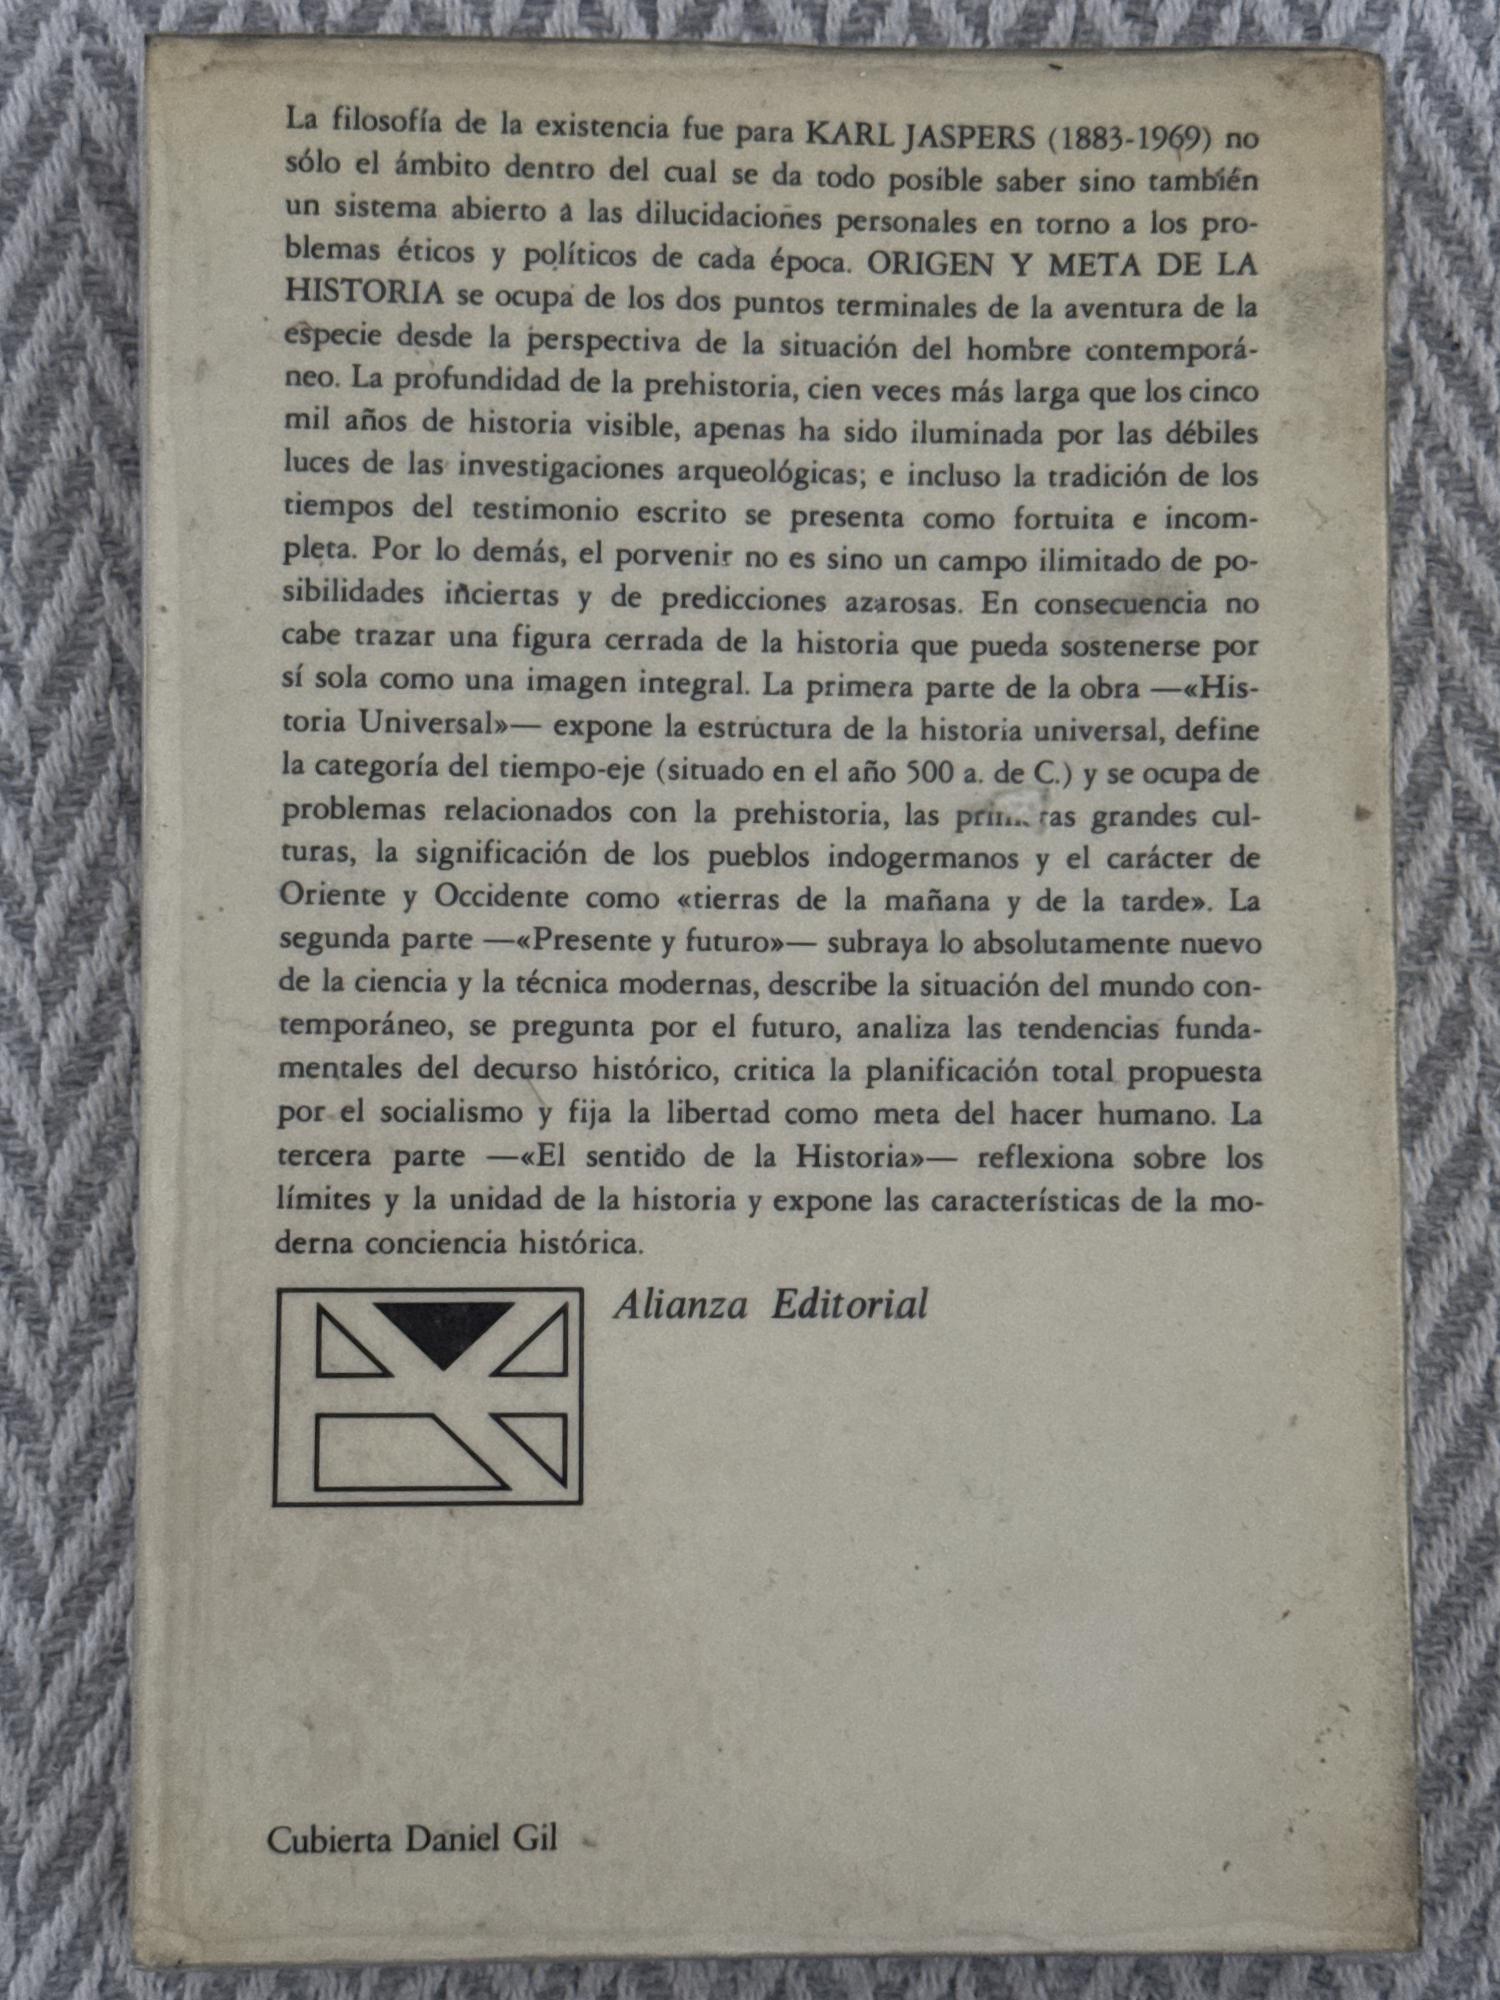 La filosofía de la existencia fue para KARL JASPERS (1883-1969) no
sólo el ámbito dentro del cual se da todo posible saber sino también
un sistema abierto a las dilucidaciones personales en torno a los pro-
blemas éticos y políticos de cada época. ORIGEN Y META DE LA
HISTORIA se ocupa de los dos puntos terminales de la aventura de la
especie desde la perspectiva de la situación del hombre contemporá-
neo. La profundidad de la prehistoria, cien veces más larga que los cinco
mil años de historia visible, apenas ha sido iluminada por las débiles
luces de las investigaciones arqueológicas; e incluso la tradición de los
tiempos del testimonio escrito se presenta como fortuita e incom-
pleta. Por lo demás, el porvenir no es sino un campo ilimitado de po-
sibilidades inciertas y de predicciones azarosas. En consecuencia no
cabe trazar una figura cerrada de la historia que pueda sostenerse por
sí sola como una imagen integral. La primera parte de la obra —«His-
toria Universal»— expone la estructura de la historia universal, define
la categoría del tiempo-eje (situado en el año 500 a. de C.) y se ocupa de
problemas relacionados con la prehistoria, las grandes cul-
turas, la significación de los pueblos indogermanos y el carácter de
Oriente y Occidente como «tierras de la mañana y de la tarde». La
segunda parte —«Presente y futuro»— subraya lo absolutamente nuevo
de la ciencia y la técnica modernas, describe la situación del mundo con-
temporáneo, se pregunta por el futuro, analiza las tendencias funda-
mentales del decurso histórico, critica la planificación total propuesta
por el socialismo y fija la libertad como meta del hacer humano. La
tercera parte —«El sentido de la Historia»— reflexiona sobre los
límites y la unidad de la historia y expone las características de la mo-
derna conciencia histórica.
Alianza Editorial
Cubierta Daniel Gil